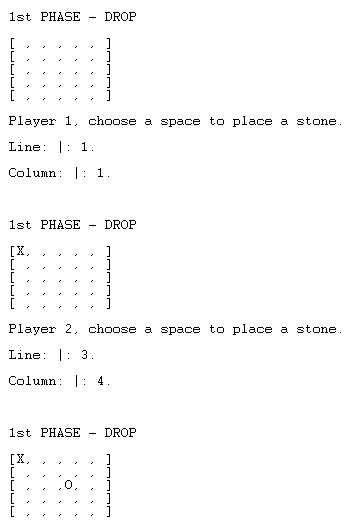 1st PHASE – DROP
[ , , , , , ]
[ , , , , , ]
[ , , , , , ]
[ , , , , , ]
[ , , , , , ]
Player 1, choose a space to place a stone.
Line: |: 1.
Column: |: 1.
1st PHASE – DROP
[X, , , , , ]
[ , , , , , ]
[ , , , , , ]
[ , , , , , ]
[ , , , , , ]
Player 2, choose a space to place a stone.
Line: |: 3.
Column: |: 4.
1st PHASE – DROP
[X, , , , , ]
[ , , , , , ]
[ , , ,O, , ]
[ , , , , , ]
[ , , , , , ]